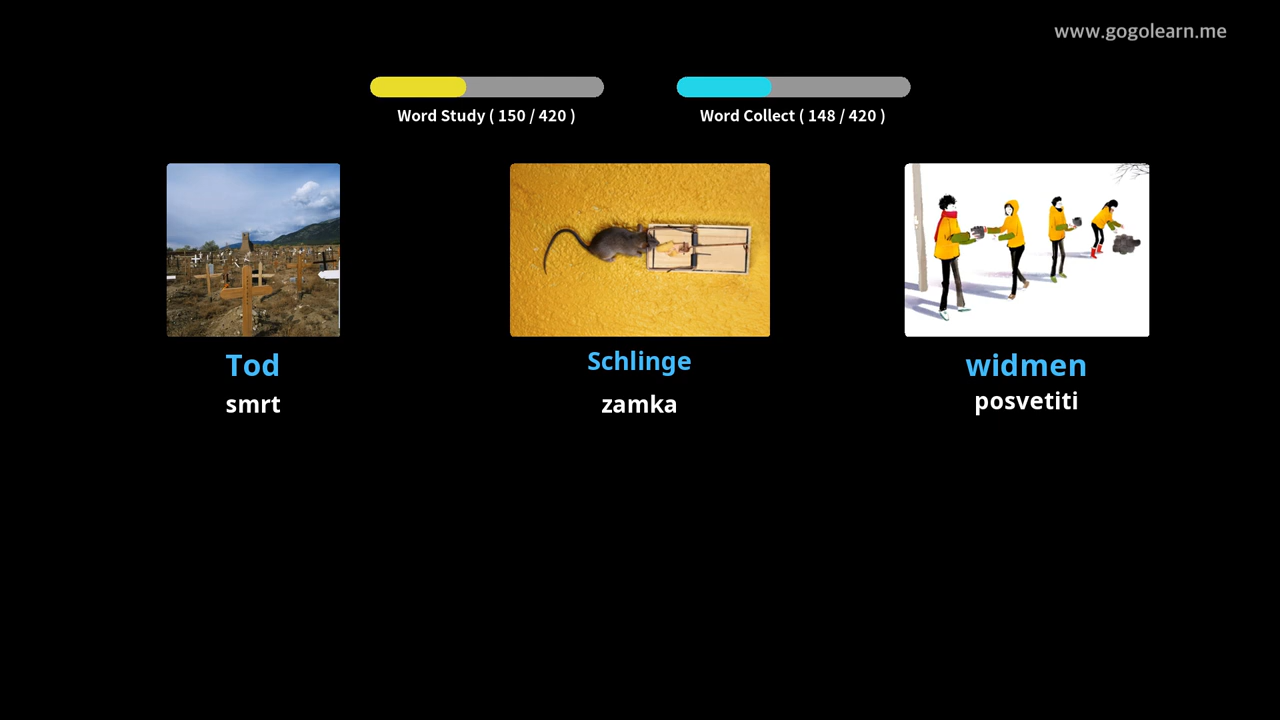 www.gogolearn.me
Word Study ( 150 / 420 )
Word Collect ( 148 / 420 )
Tod
Schlinge
widmen
smrt
zamka
posvetiti